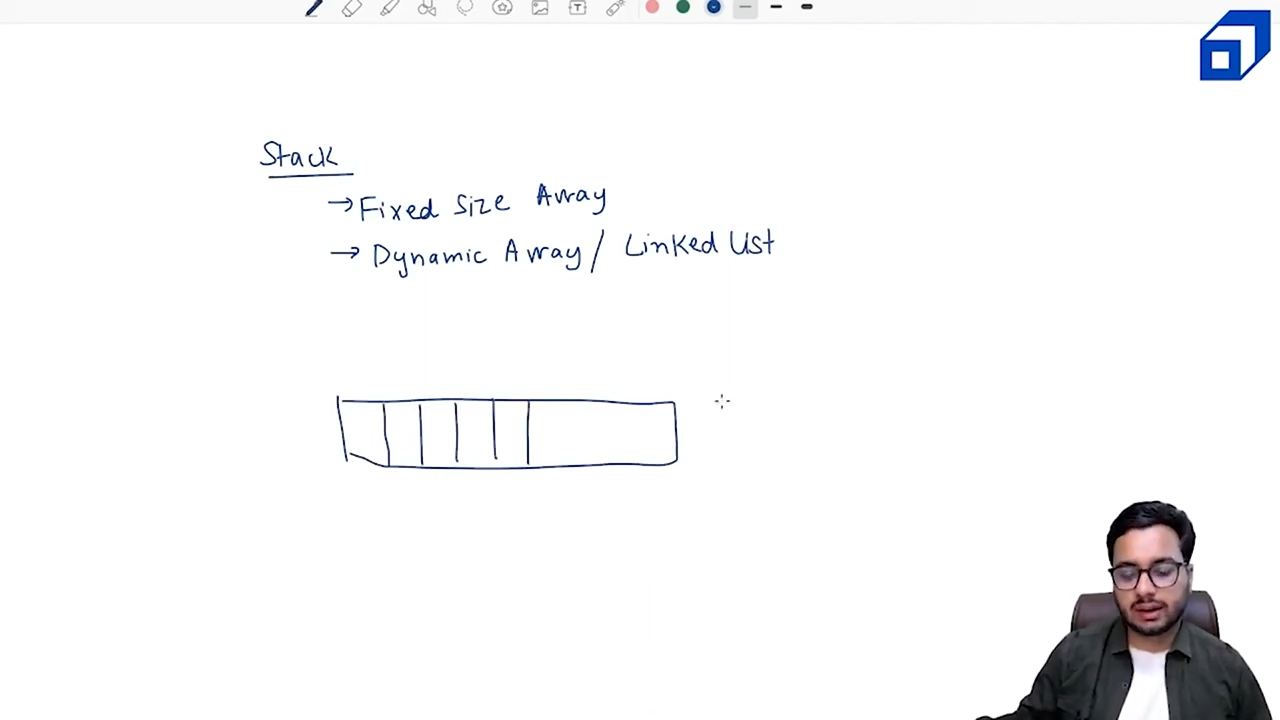 Stack
→ Fixed Size Array
→ Dynamic Array / Linked List